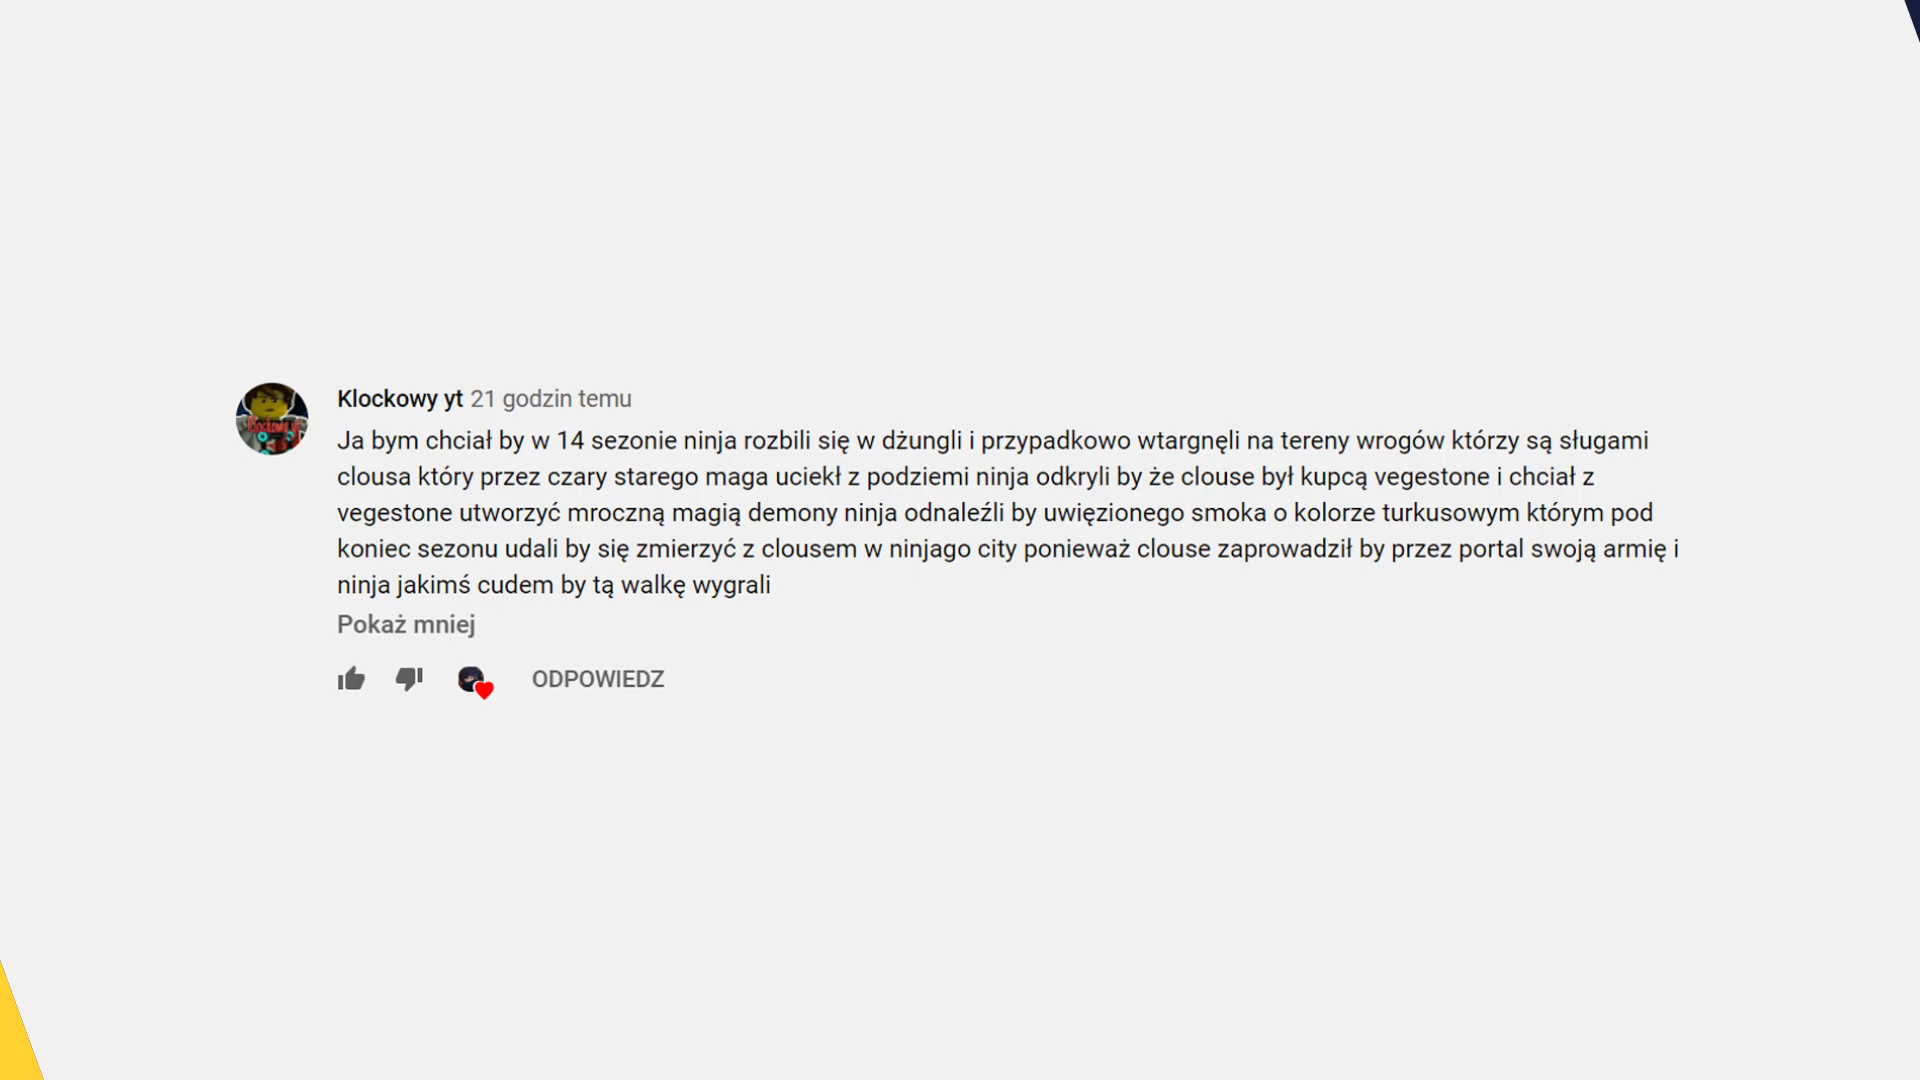 Klockowy yt 21 godzin temu
Ja bym chciał by w 14 sezonie ninja rozbili się w dżungli i przypadkowo wtargnęli na tereny wrogów którzy są sługami
clousa który przez czary starego maga uciekł z podziemi ninja odkryli by że clouse był kupcą vegestone i chciał z
vegestone utworzyć mroczną magią demony ninja odnaleźli by uwięzionego smoka o kolorze turkusowym którym pod
koniec sezonu udali by się zmierzyć z clousem w ninjago city ponieważ clouse zaprowadził by przez portal swoją armię i
ninja jakimś cudem by tą walkę wygrali
Pokaż mniej
ODPOWIEDZ